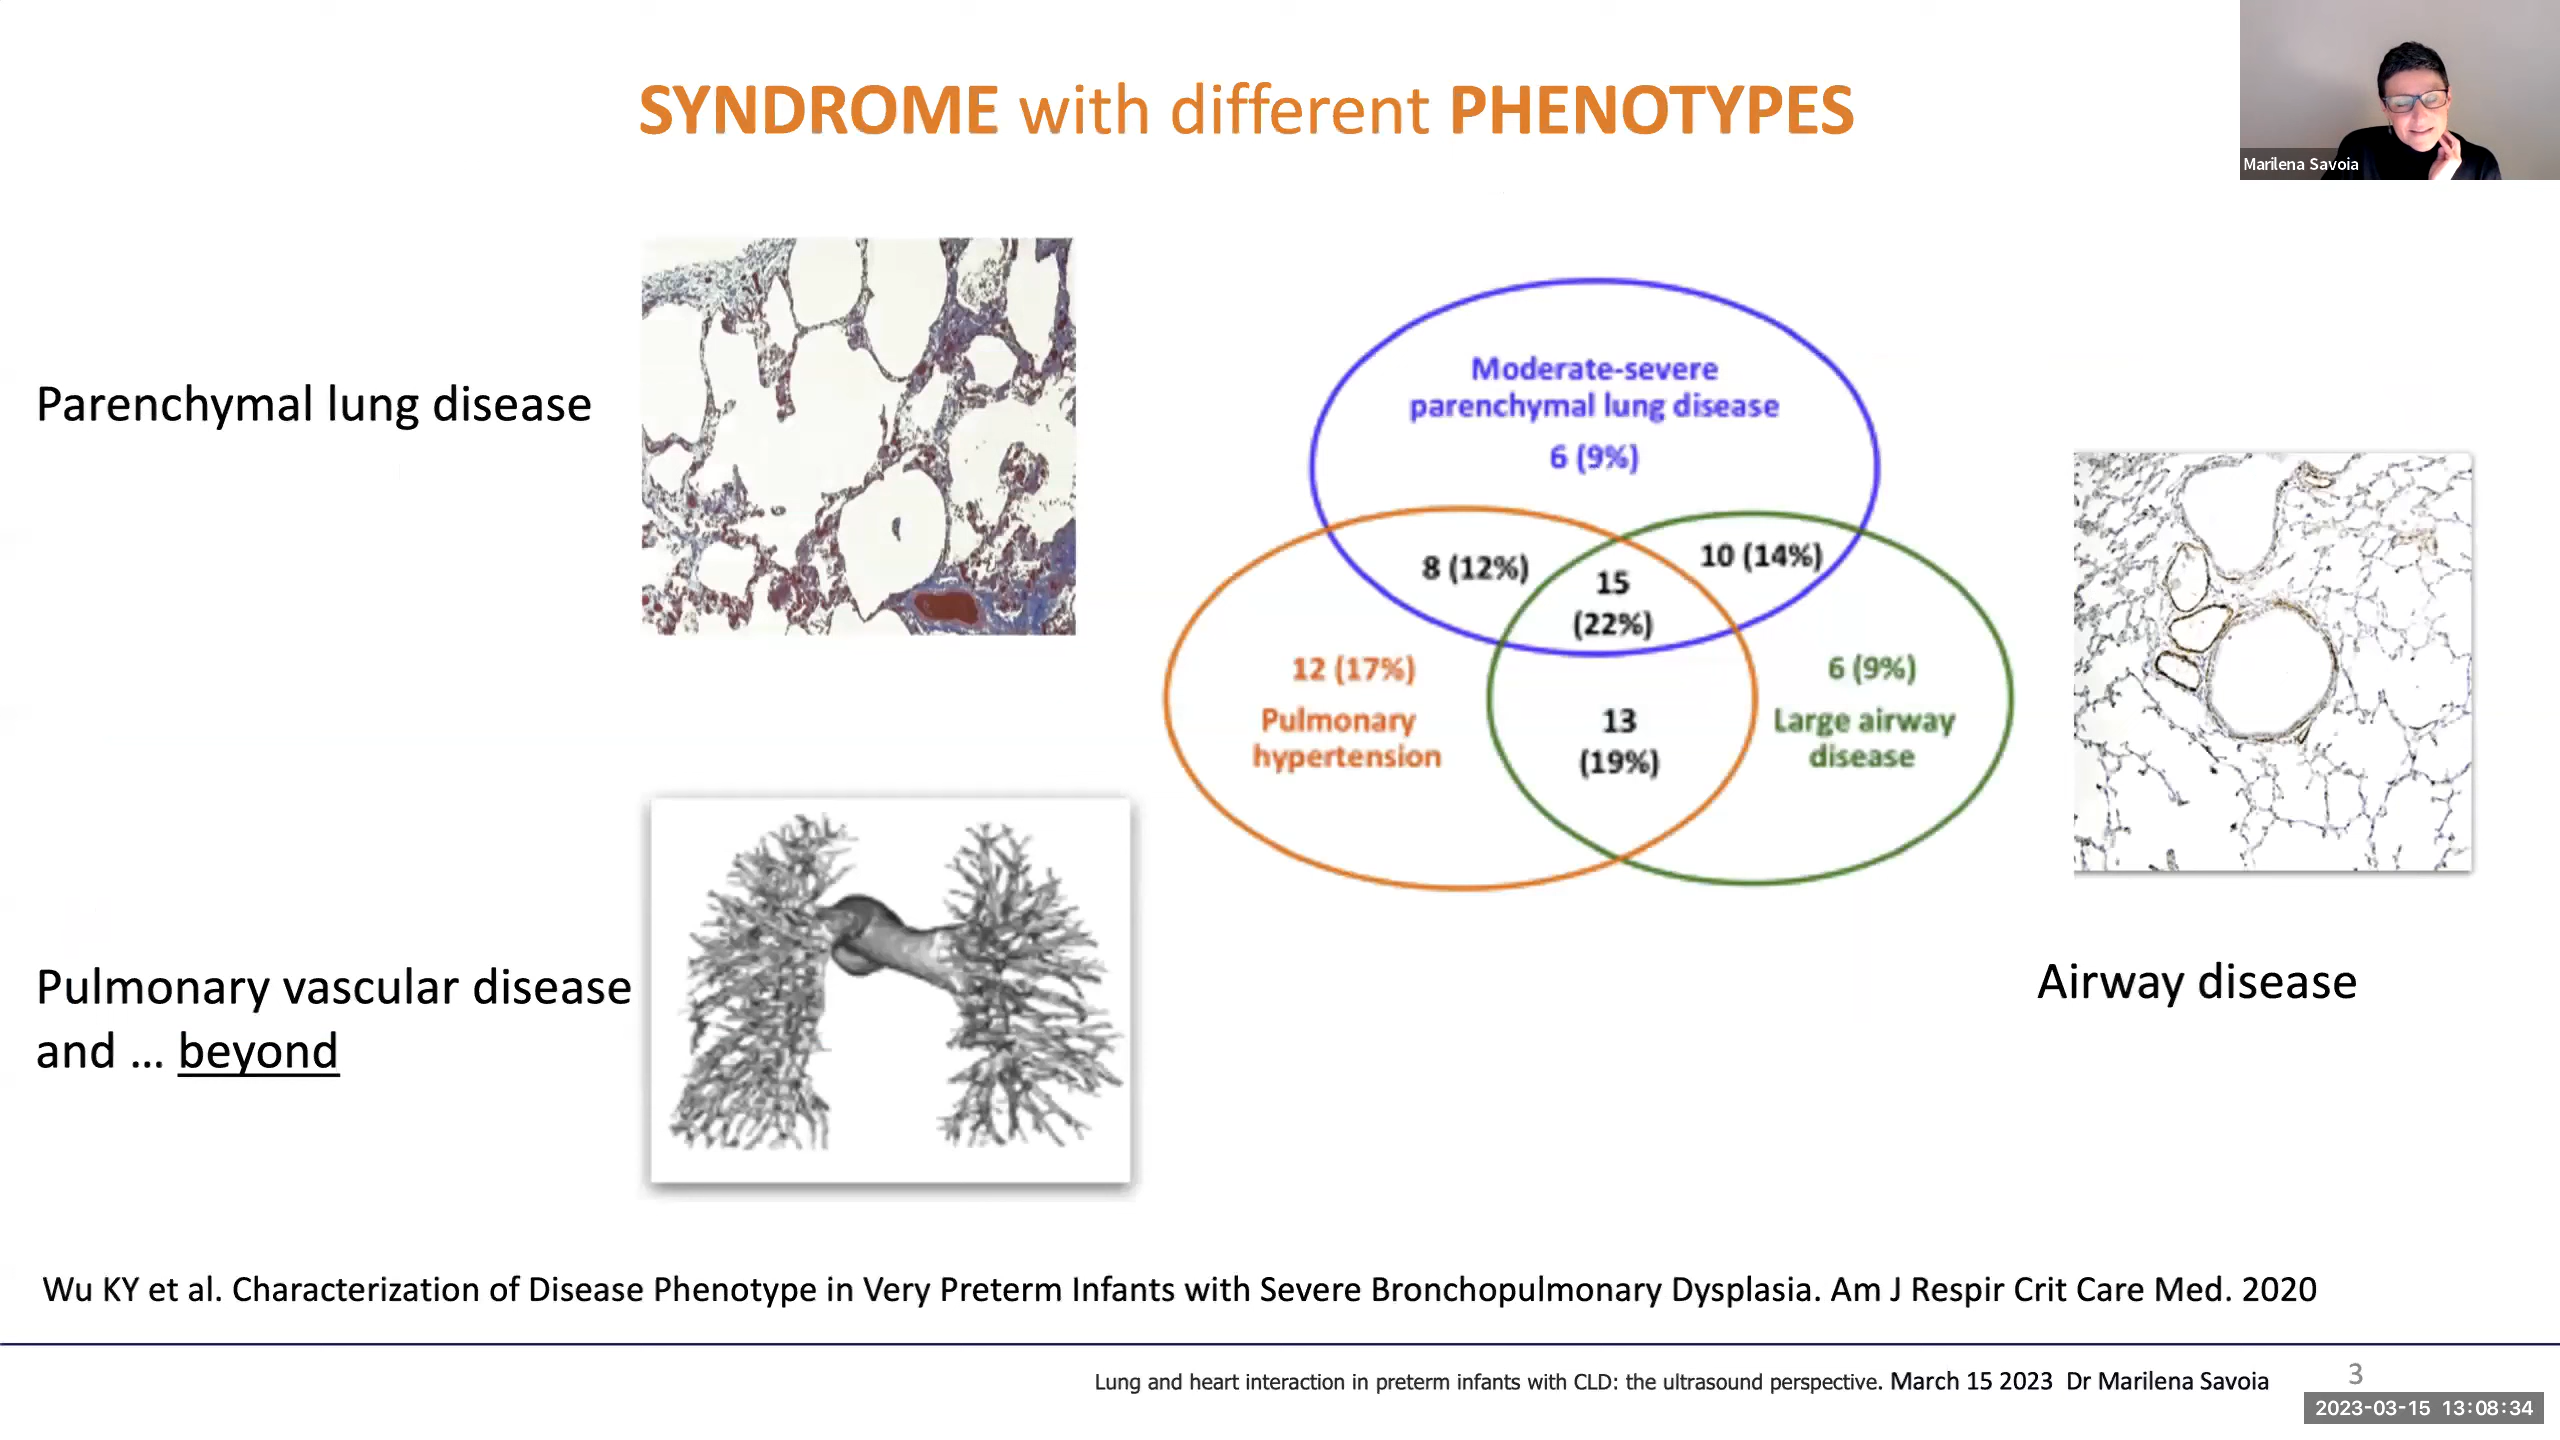 SYNDROME with different PHENOTYPES
Marilena Savoia
Parenchymal lung disease
Moderate-severe
parenchymal lung disease
6 (9%)
8 (12%)
15
(22%)
10 (14%)
12 (17%)
Pulmonary
hypertension
13
(19%)
6 (9%)
Large airway
disease
Pulmonary vascular disease
and ... beyond
Airway disease
Wu KY et al. Characterization of Disease Phenotype in Very Preterm Infants with Severe Bronchopulmonary Dysplasia. Am J Respir Crit Care Med. 2020
Lung and heart interaction in preterm infants with CLD: the ultrasound perspective. March 15 2023 Dr Marilena Savoia
3
2023-03-15 13:08:34